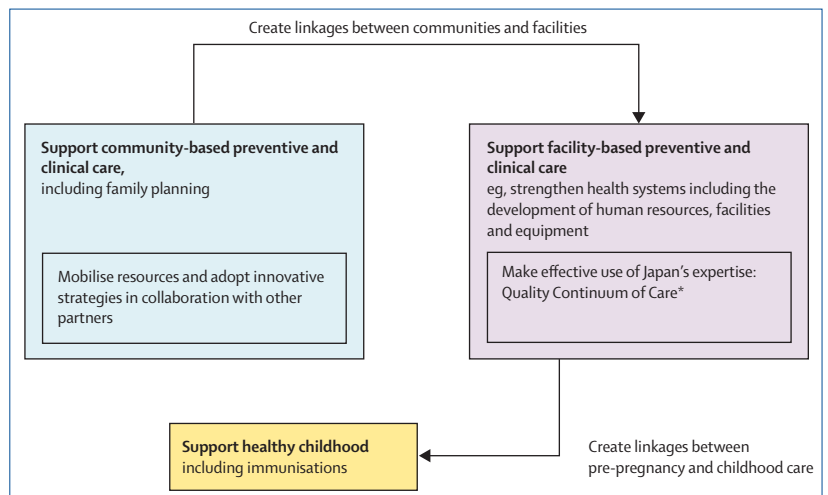 Create linkages between communities and facilities
Support community-based preventive and
clinical care,
including family planning
Mobilise resources and adopt innovative
strategies in collaboration with other
partners
Support facility-based preventive and
clinical care
eg, strengthen health systems including the
development of human resources, facilities
and equipment
Make effective use of Japan’s expertise:
Quality Continuum of Care*
Support healthy childhood
including immunisations
Create linkages between
pre-pregnancy and childhood care